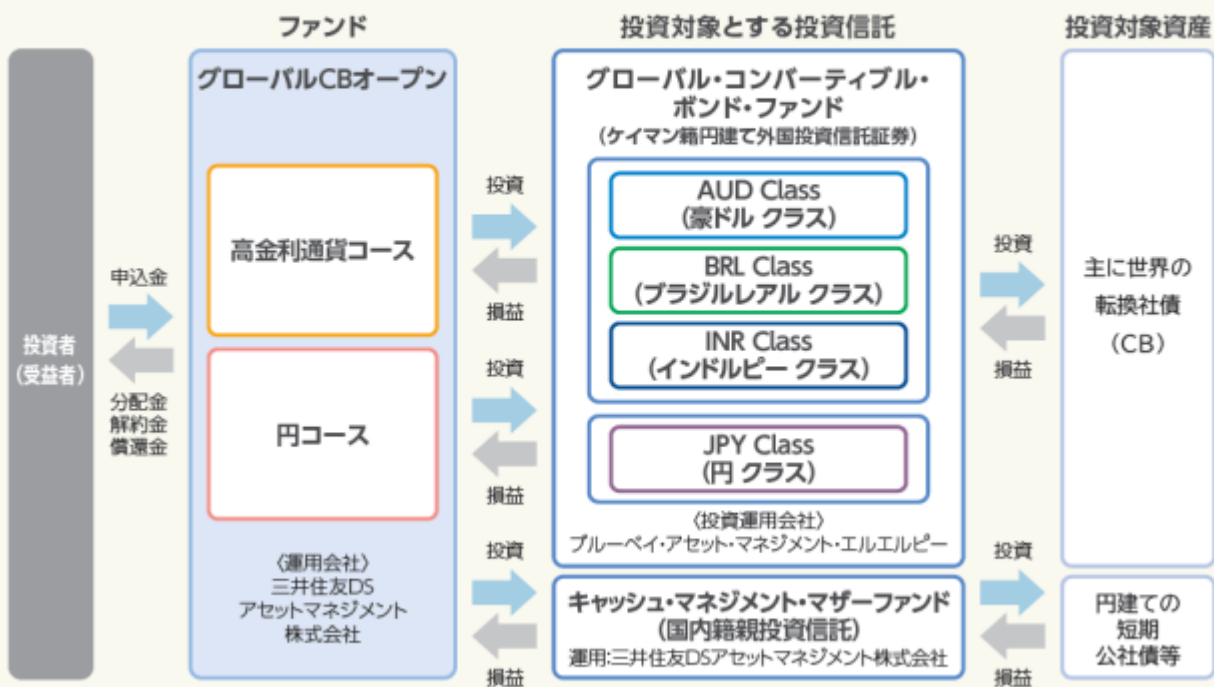 ファンド
投資対象とする投資信託
投資対象資産
投資者
(受益者)
申込金
分配金
解約金
償還金
グローバルCBオープン
高金利通貨コース
円コース
〈運用会社〉
三井住友DS
アセットマネジメント
株式会社
投資
損益
投資
損益
投資
損益
グローバル・コンバーティブル・
ボンド・ファンド
(ケイマン籍円建て外国投資信託証券)
AUD Class
(豪ドル クラス)
BRL Class
(ブラジルレアル クラス)
INR Class
(インドルピー クラス)
JPY Class
(円 クラス)
〈投資運用会社〉
ブルーベイ・アセット・マネジメント・エルエルピー
キャッシュ・マネジメント・マザーファンド
(国内籍親投資信託)
運用:三井住友DSアセットマネジメント株式会社
投資
損益
投資
損益
主に世界の
転換社債
(CB)
円建ての
短期
公社債等